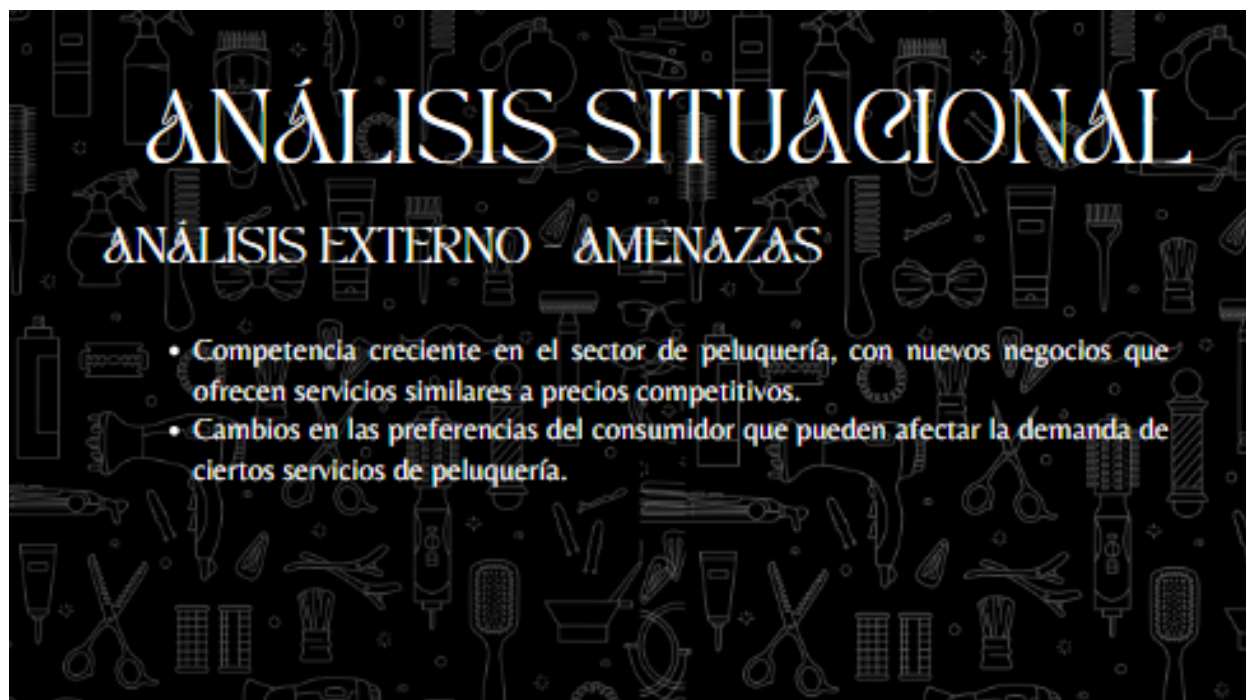 ANÁLISIS SITUACIONAL
ANÁLISIS EXTERNO - AMENAZAS
• Competencia creciente en el sector de peluquería, con nuevos negocios que
ofrecen servicios similares a precios competitivos.
• Cambios en las preferencias del consumidor que pueden afectar la demanda de
ciertos servicios de peluquería.